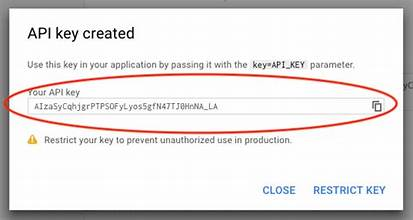 API key created
Use this key in your application by passing it with the key=API_KEY parameter.
Your API key
AIzaSyCqhjgrPTPSOFyLyos5gfN47TJ0HnNA_LA
Restrict your key to prevent unauthorized use in production.
CLOSE RESTRICT KEY